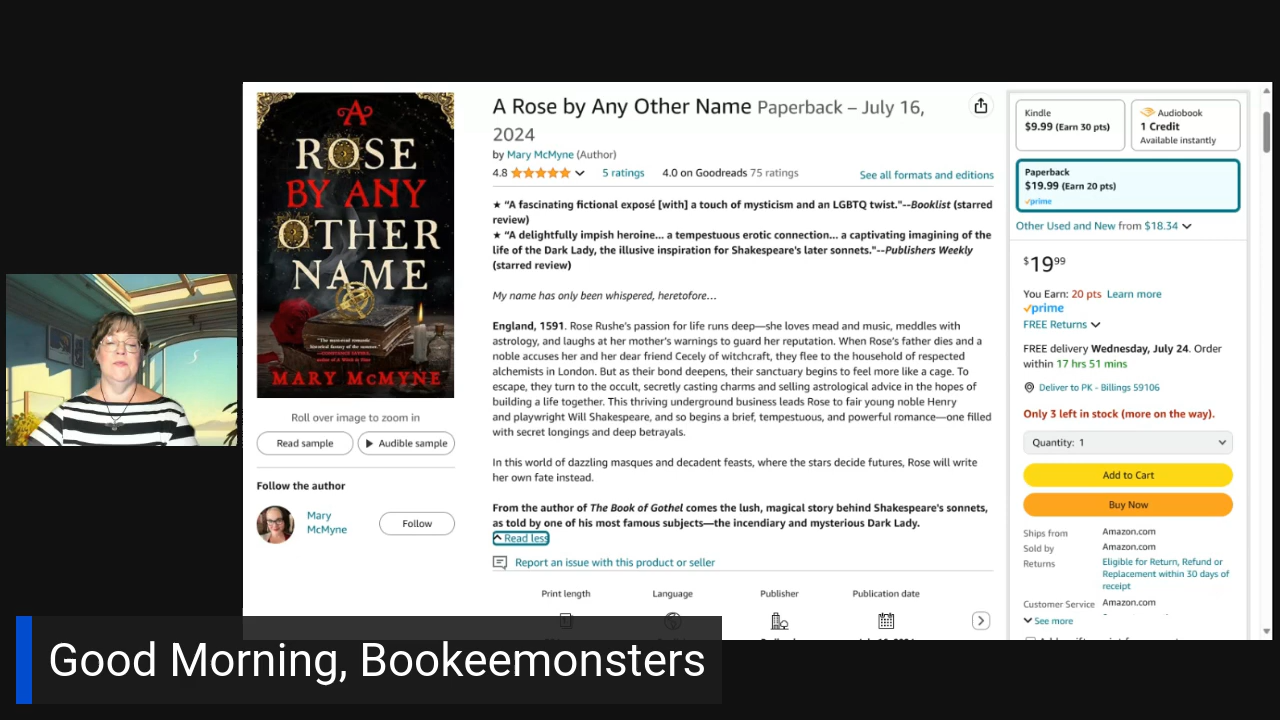 A
ROSE
BY ANY
OTHER
NAME
MARY McMYNE
Roll over image to zoom in
Read sample
Audible sample
Follow the author
Mary
McMyne
Follow
A Rose by Any Other Name Paperback – July 16,
2024
by Mary McMyne (Author)
4.8
5 ratings
4.0 on Goodreads 75 ratings
See all formats and editions
★ “A fascinating fictional exposé [with] a touch of mysticism and an LGBTQ twist."--Booklist (starred
review)
★ “A delightfully impish heroine... a tempestuous erotic connection... a captivating imagining of the
life of the Dark Lady, the illusive inspiration for Shakespeare's later sonnets."--Publishers Weekly
(starred review)
My name has only been whispered, heretofore…
England, 1591. Rose Rushe's passion for life runs deep—she loves mead and music, meddles with
astrology, and laughs at her mother's warnings to guard her reputation. When Rose's father dies and a
noble accuses her and her dear friend Cecely of witchcraft, they flee to the household of respected
alchemists in London. But as their bond deepens, their sanctuary begins to feel more like a cage. To
escape, they turn to the occult, secretly casting charms and selling astrological advice in the hopes of
building a life together. This thriving underground business leads Rose to fair young noble Henry
and playwright Will Shakespeare, and so begins a brief, tempestuous, and powerful romance—one filled
with secret longings and deep betrayals.
In this world of dazzling masques and decadent feasts, where the stars decide futures, Rose will write
her own fate instead.
From the author of The Book of Gothel comes the lush, magical story behind Shakespeare's sonnets,
as told by one of his most famous subjects—the incendiary and mysterious Dark Lady.
Read less
Report an issue with this product or seller
Print length
Language
Publisher
Publication date
Kindle
$9.99 (Earn 30 pts)
Audiobook
1 Credit
Available instantly
Paperback
$19.99 (Earn 20 pts)
prime
Other Used and New from $18.34
$19 99
You Earn: 20 pts Learn more
prime
FREE Returns
FREE delivery Wednesday, July 24. Order
within 17 hrs 51 mins
Deliver to PK - Billings 59106
Only 3 left in stock (more on the way).
Quantity: 1
Add to Cart
Buy Now
Ships from Amazon.com
Sold by Amazon.com
Returns Eligible for Return, Refund or
Replacement within 30 days of
receipt
Customer Service Amazon.com
See more
Good Morning, Bookeemonsters